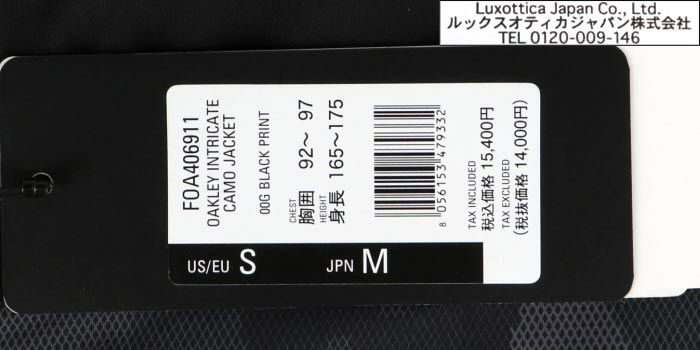 Luxottica Japan Co., Ltd.
ルックスオティカジャパン株式会社
TEL 0120-009-146
FOA406911
OAKLEY INTRICATE
CAMO JACKET
00G BLACK PRINT
CHEST
胸囲 92～ 97
HEIGHT
身長 165～175
8 056153 479332
TAX INCLUDED
税込価格 15,400円
TAX EXCLUDED
(税抜価格 14,000円)
US/EU S JPN M